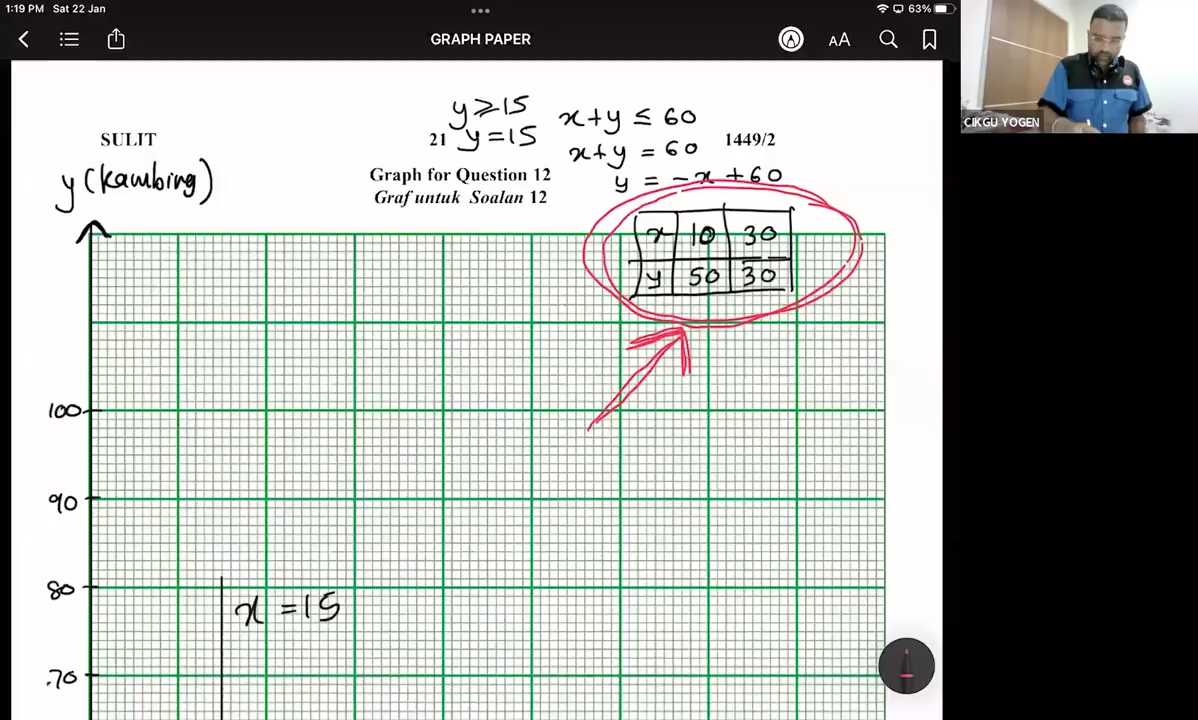 1:19 PM Sat 22 Jan
63%
GRAPH PAPER
AA
CIKGU YOGEN
y ≥ 15
x + y ≤ 60
SULIT
21
y = 15
1449/2
x + y = 60
Graph for Question 12
y = -x + 60
Graf untuk Soalan 12
y (kambing)
x 10 30
y 50 30
100
90
80
x = 15
70